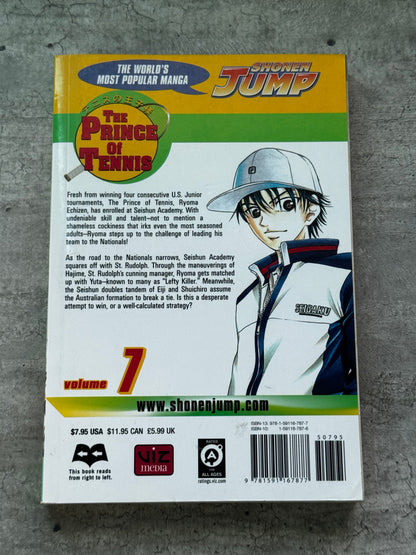 THE WORLD'S
MOST POPULAR MANGA
SHONEN
JUMP
THE
PRINCE
OF
TENNIS
Fresh from winning four consecutive U.S. Junior
tournaments, The Prince of Tennis, Ryoma
Echizen, has enrolled at Seishun Academy. With
undeniable skill and talent–not to mention a
shameless cockiness that irks even the most seasoned
adults–Ryoma steps up to the challenge of leading his
team to the Nationals!
As the road to the Nationals narrows, Seishun Academy
squares off with St. Rudolph. Through the manueverings of
Hajime, St. Rudolph's cunning manager, Ryoma gets matched
up with Yuta–known to many as "Lefty Killer." Meanwhile,
the Seishun doubles tandem of Eiji and Shuichiro assume
the Australian formation to break a tie. Is this a desperate
attempt to win, or a well-calculated strategy?
SEIGAKU
volume 7
www.shonenjump.com
$7.95 USA $11.95 CAN £5.99 UK
This book reads
from right to left.
VIZ
media
RATED
A
ALL AGES
ratings.viz.com
ISBN-13: 978-1-59116-787-7
ISBN-10: 1-59116-787-8
50795
9 781591 167877